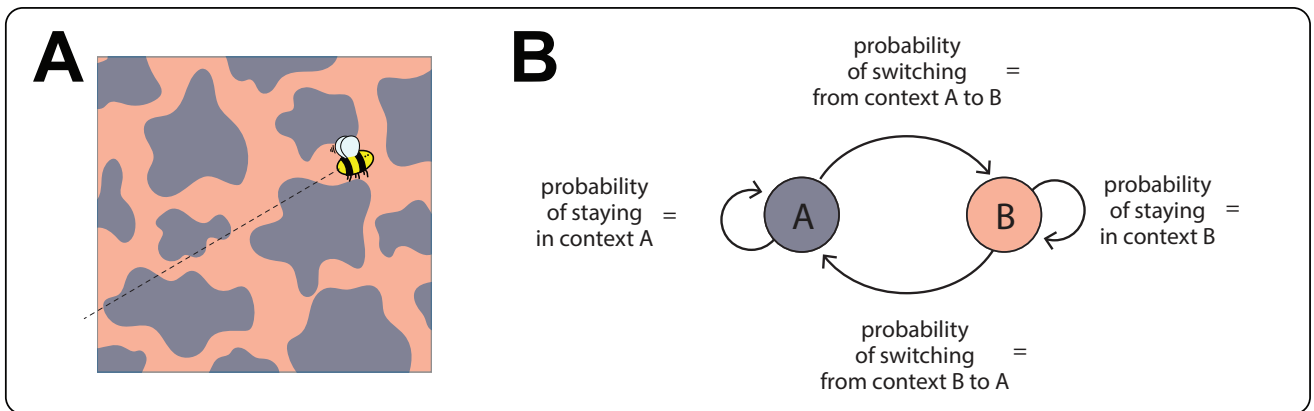 A
B
probability
of switching =
from context A to B
probability
of staying =
in context A
A
B
probability
of staying =
in context B
probability
of switching =
from context B to A